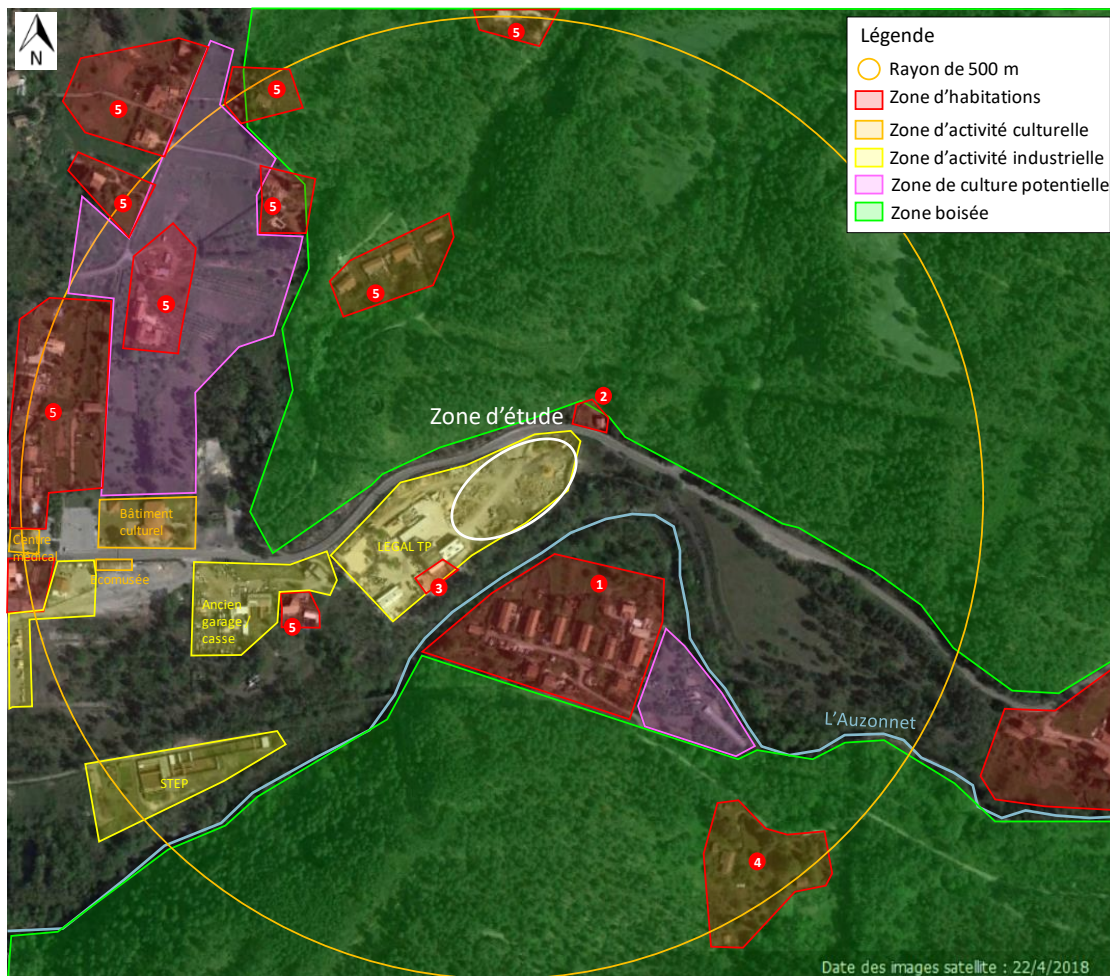 N
Légende
Rayon de 500 m
Zone d'habitations
Zone d'activité culturelle
Zone d'activité industrielle
Zone de culture potentielle
Zone boisée
5
5
5
5
5
5
5
5
2
Zone d'étude
Bâtiment
culturel
Centre
médical
Ecomusée
LEGAL TP
3
1
Ancien
garage /
casse
5
L'Auzonnet
STEP
4
Date des images satellite : 22/4/2018